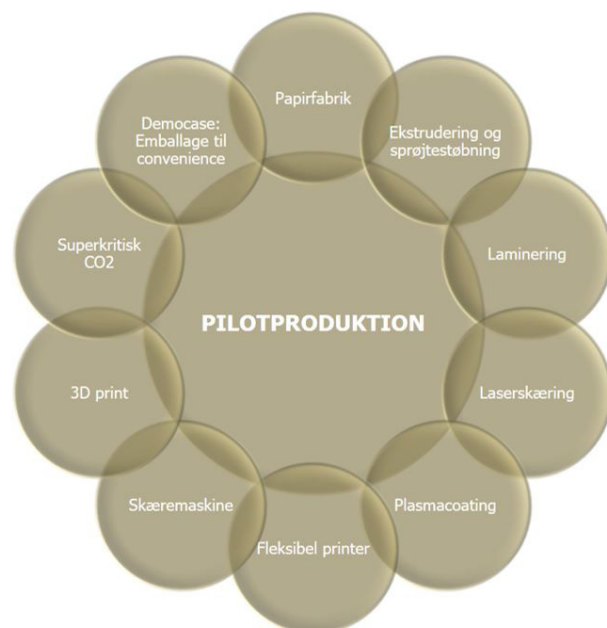 Papirfabrik
Ekstrudering og
sprøjtestøbning
Laminering
Laserskæring
Plasmacoating
Fleksibel printer
Skæremaskine
3D print
Superkritisk
CO2
Democase:
Emballage til
convenience
PILOTPRODUKTION